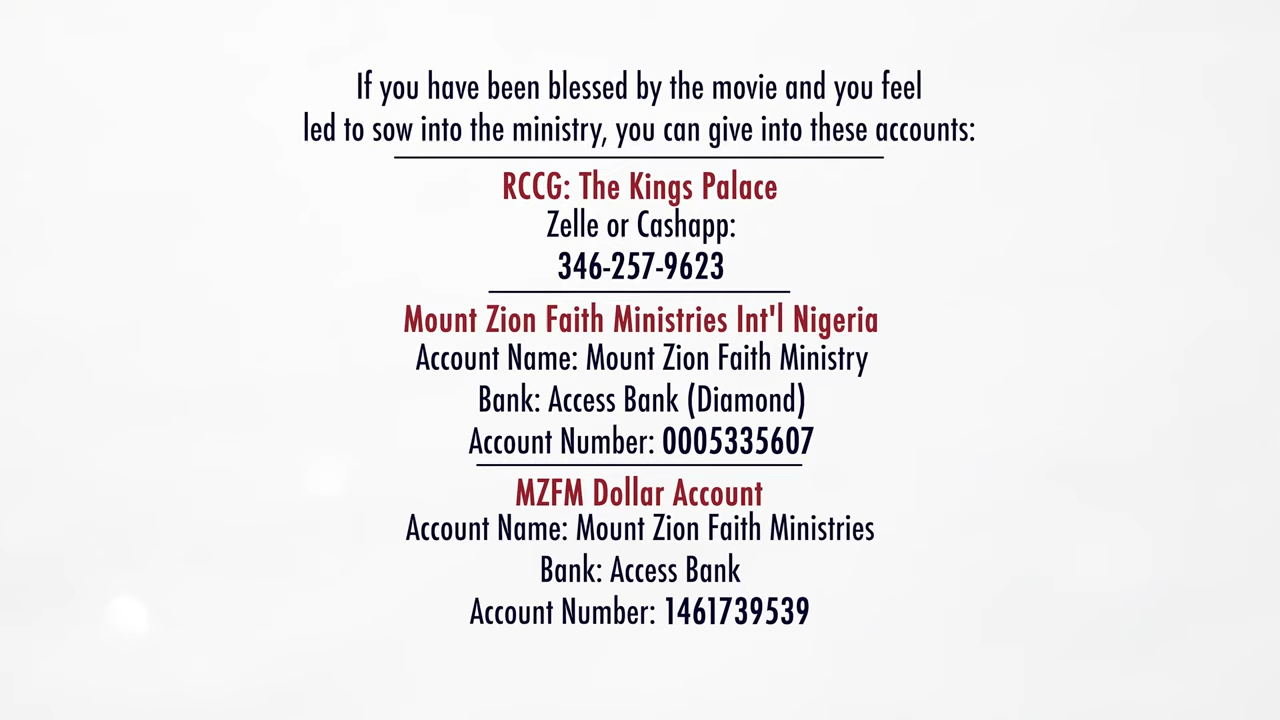 If you have been blessed by the movie and you feel
led to sow into the ministry, you can give into these accounts:
RCCG: The Kings Palace
Zelle or Cashapp:
346-257-9623
Mount Zion Faith Ministries Int'l Nigeria
Account Name: Mount Zion Faith Ministry
Bank: Access Bank (Diamond)
Account Number: 0005335607
MZFM Dollar Account
Account Name: Mount Zion Faith Ministries
Bank: Access Bank
Account Number: 1461739539